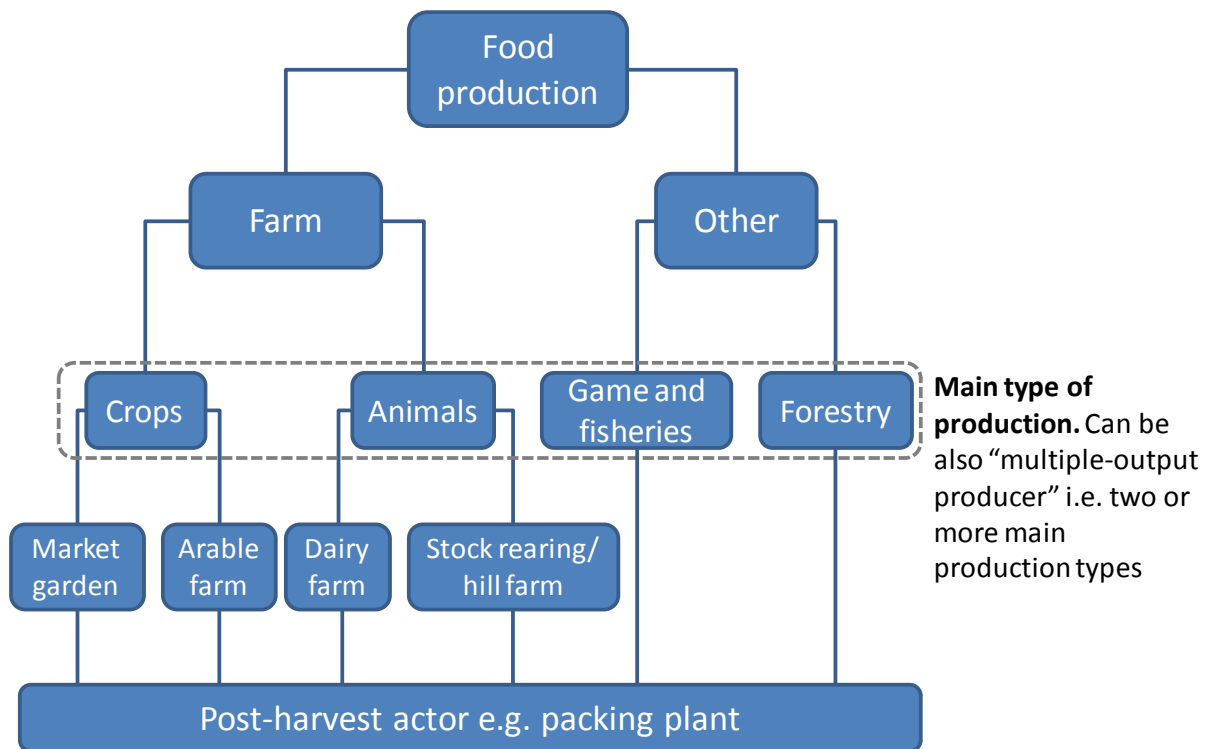 Food
production
Farm
Other
Crops
Animals
Game and
fisheries
Forestry
Main type of
production. Can be
also “multiple-output
producer” i.e. two or
more main
production types
Market
garden
Arable
farm
Dairy
farm
Stock rearing/
hill farm
Post-harvest actor e.g. packing plant